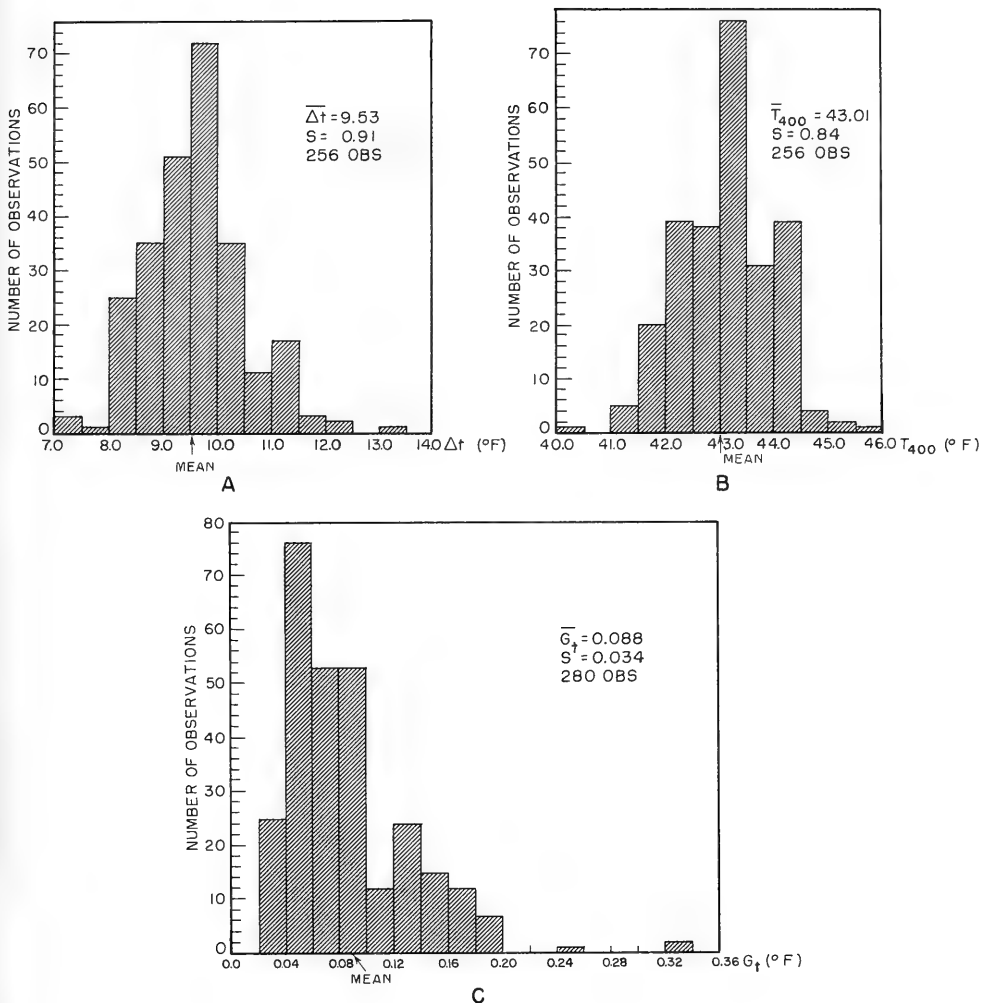 NUMBER OF OBSERVATIONS
70
60
50
40
30
20
10
0
Δt = 9.53
S = 0.91
256 OBS
7.0 8.0 9.0 10.0 11.0 12.0 13.0 14.0 Δt (°F)
MEAN
A
NUMBER OF OBSERVATIONS
70
60
50
40
30
20
10
0
T̅400 = 43.01
S = 0.84
256 OBS
40.0 41.0 42.0 43.0 44.0 45.0 46.0 T400 (°F)
MEAN
B
NUMBER OF OBSERVATIONS
80
70
60
50
40
30
20
10
0
G̅t = 0.088
S = 0.034
280 OBS
0.0 0.04 0.08 0.12 0.16 0.20 0.24 0.28 0.32 0.36 Gt (°F)
MEAN
C